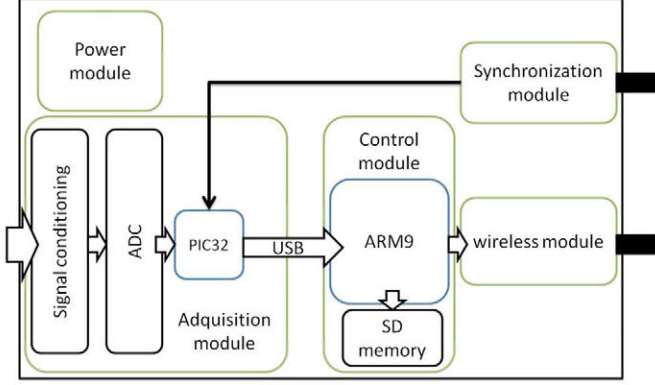 Power
module
Synchronization
module
Control
module
Signal conditioning
ADC
PIC32
USB
ARM9
wireless module
Adquisition
module
SD
memory